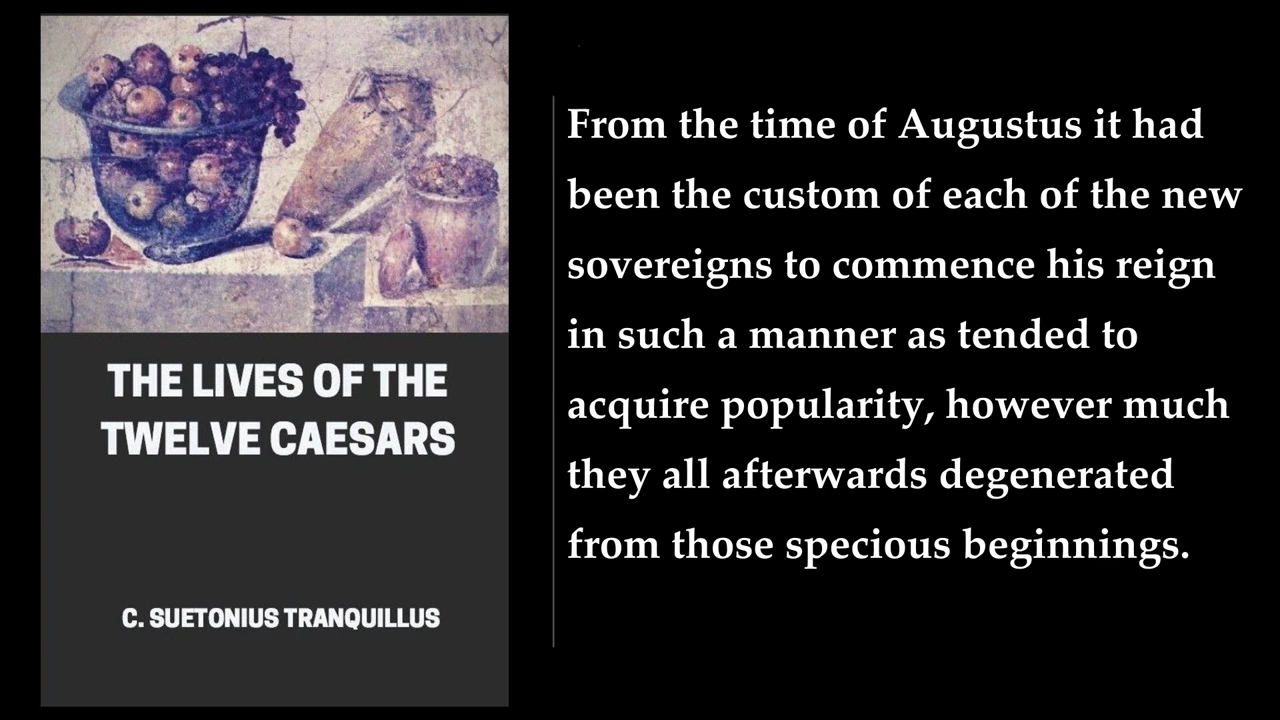 THE LIVES OF THE
TWELVE CAESARS
C. SUETONIUS TRANQUILLUS
From the time of Augustus it had
been the custom of each of the new
sovereigns to commence his reign
in such a manner as tended to
acquire popularity, however much
they all afterwards degenerated
from those specious beginnings.